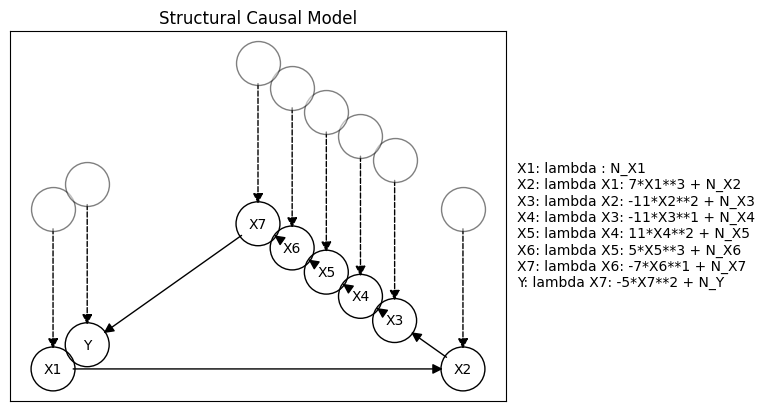 Structural Causal Model
X7
X6
X5
X4
X3
Y
X1
X2
X1: lambda : N_X1
X2: lambda X1: 7*X1**3 + N_X2
X3: lambda X2: -11*X2**2 + N_X3
X4: lambda X3: -11*X3**1 + N_X4
X5: lambda X4: 11*X4**2 + N_X5
X6: lambda X5: 5*X5**3 + N_X6
X7: lambda X6: -7*X6**1 + N_X7
Y: lambda X7: -5*X7**2 + N_Y